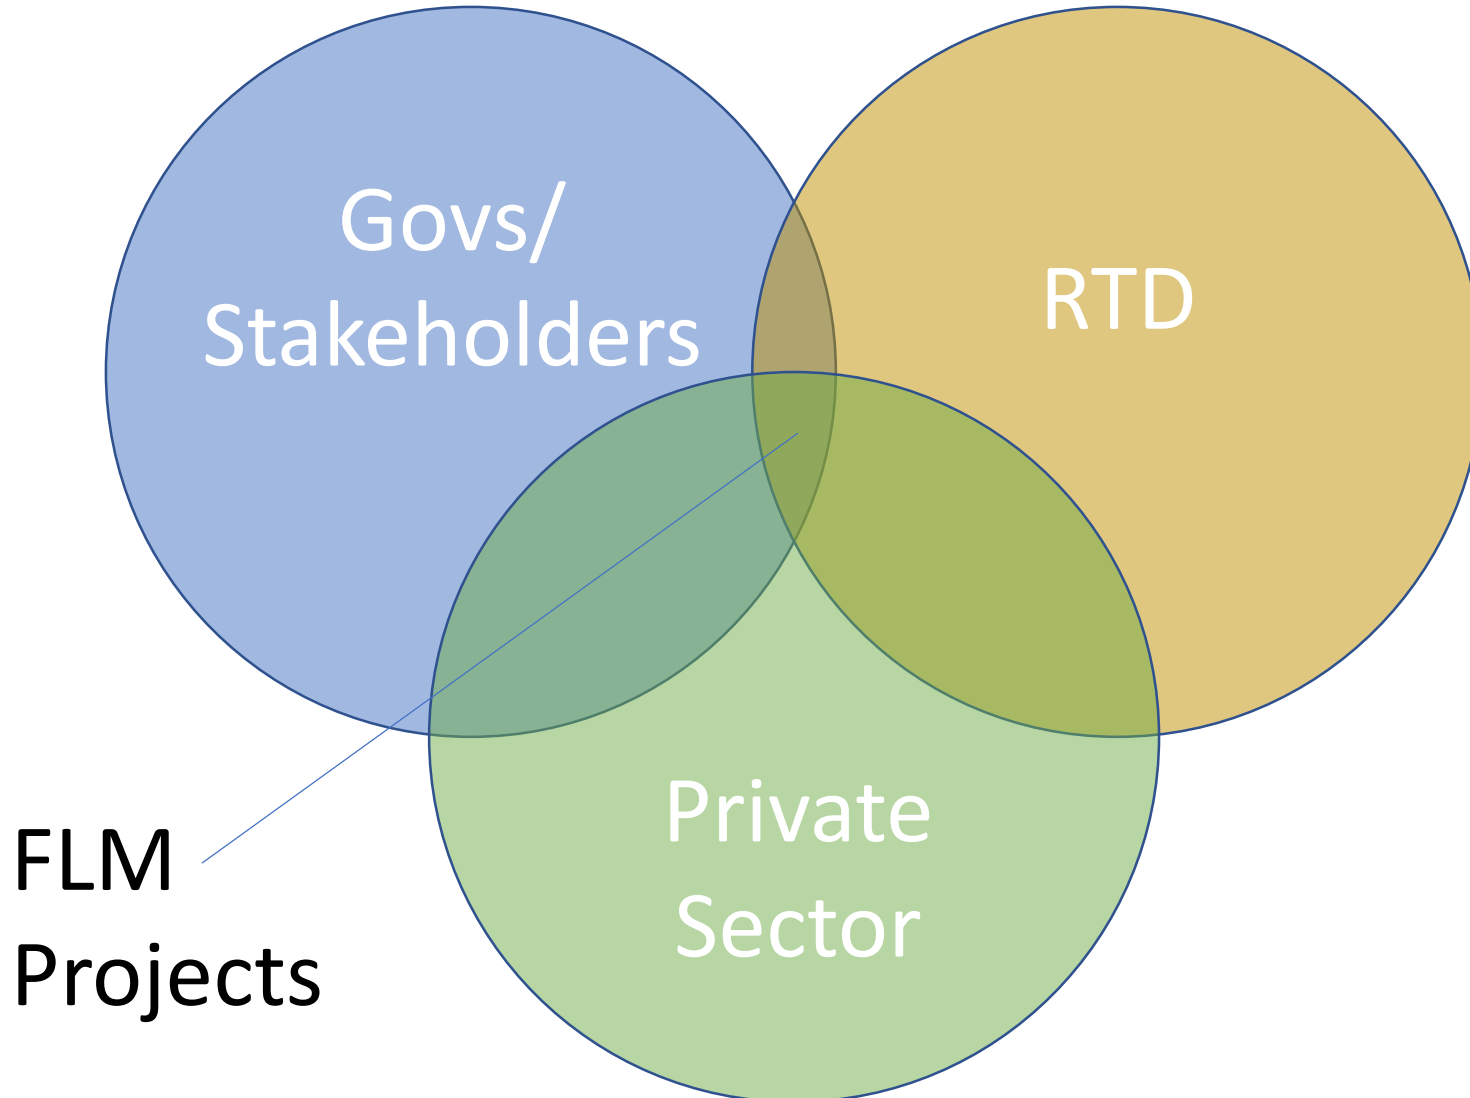 Govs/
Stakeholders
RTD
Private
Sector
FLM
Projects